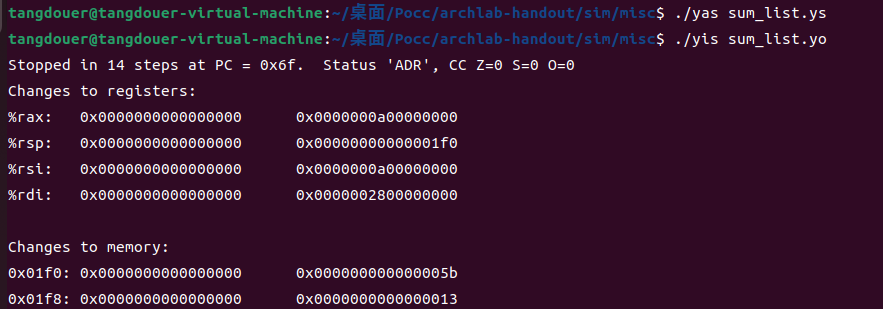 tangdouer@tangdouer-virtual-machine:~/桌面/Pocc/archlab-handout/sim/misc$ ./yas sum_list.ys
tangdouer@tangdouer-virtual-machine:~/桌面/Pocc/archlab-handout/sim/misc$ ./yis sum_list.yo
Stopped in 14 steps at PC = 0x6f.  Status 'ADR', CC Z=0 S=0 O=0
Changes to registers:
%rax:   0x0000000000000000      0x0000000a00000000
%rsp:   0x0000000000000000      0x00000000000001f0
%rsi:   0x0000000000000000      0x0000000a00000000
%rdi:   0x0000000000000000      0x0000002800000000
Changes to memory:
0x01f0: 0x0000000000000000      0x000000000000005b
0x01f8: 0x0000000000000000      0x0000000000000013